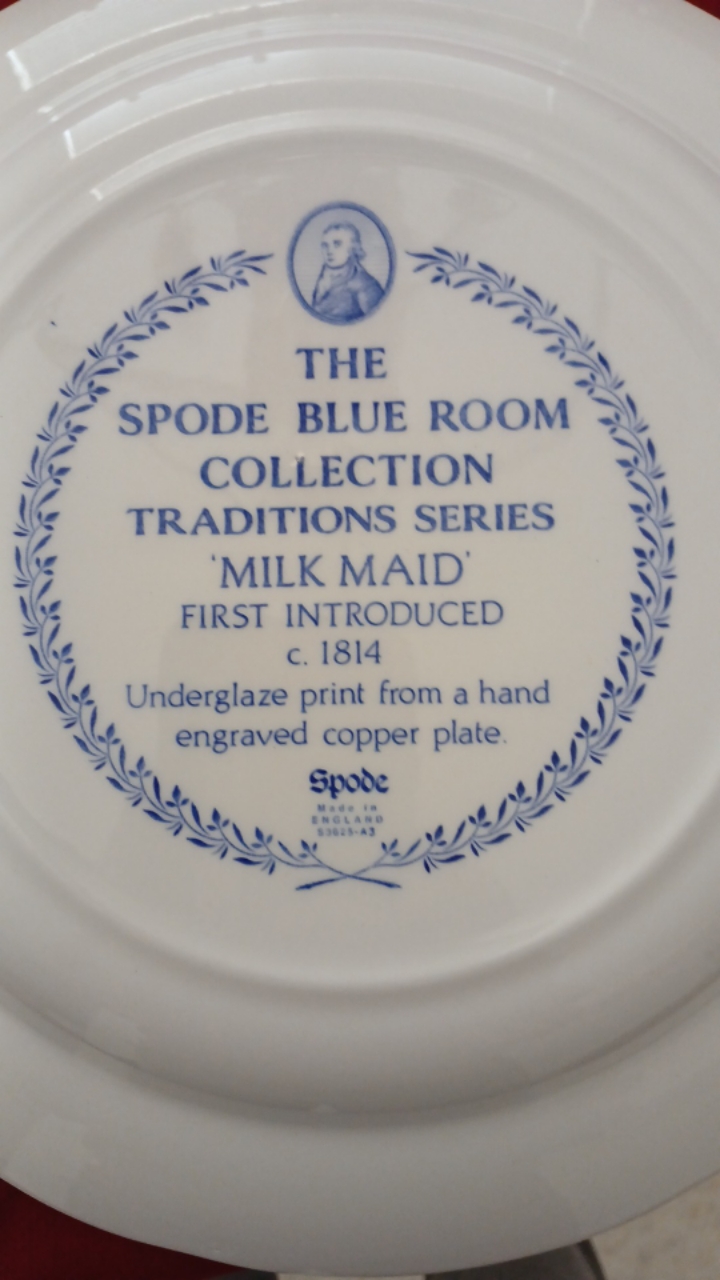 THE
SPODE BLUE ROOM
COLLECTION
TRADITIONS SERIES
'MILK MAID'
FIRST INTRODUCED
c. 1814
Underglaze print from a hand
engraved copper plate.
Spode
Made in
ENGLAND